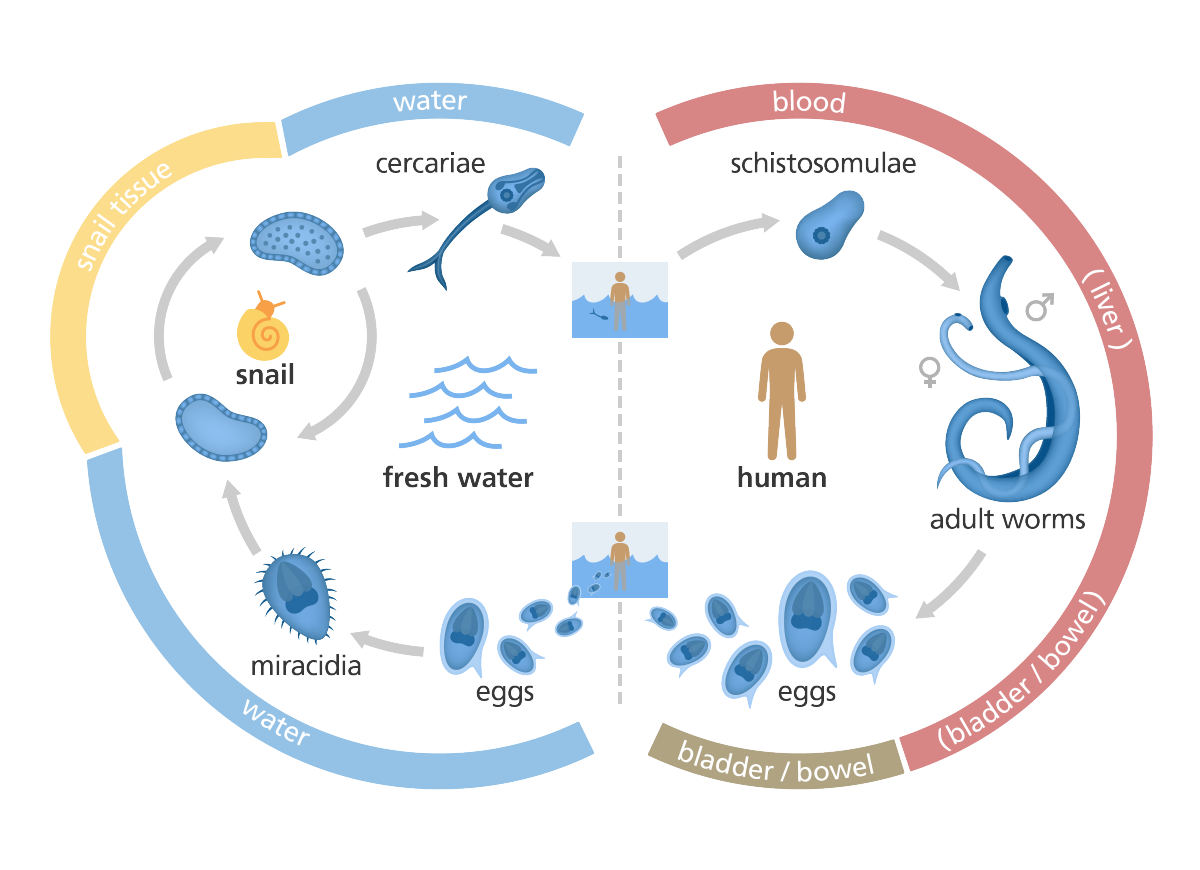 water
blood
cercariae
schistosomulae
snail tissue
( liver )
♂
♀
snail
fresh water
human
adult worms
miracidia
eggs
eggs
(bladder / bowel)
water
bladder / bowel